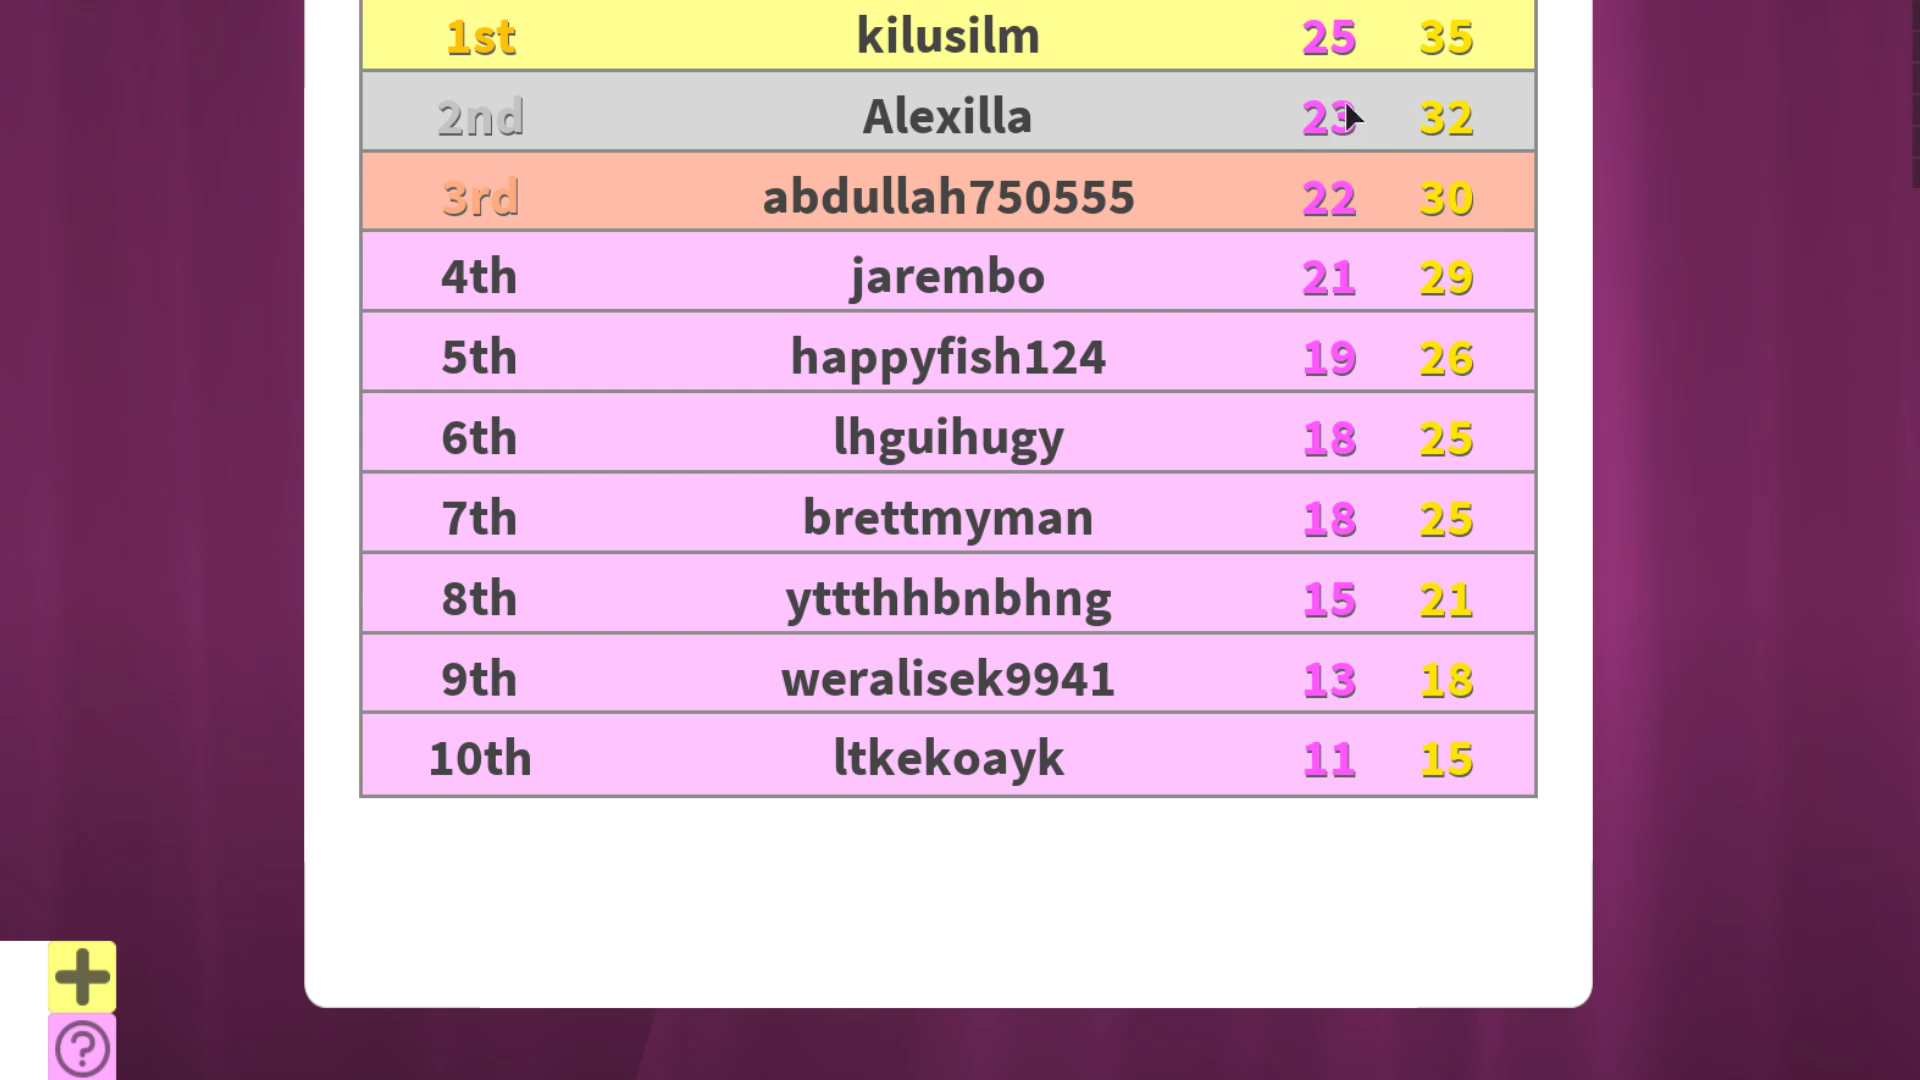 1st kilusilm 25 35
2nd Alexilla 23 32
3rd abdullah750555 22 30
4th jarembo 21 29
5th happyfish124 19 26
6th lhguihugy 18 25
7th brettmyman 18 25
8th yttthhbnbhng 15 21
9th weralisek9941 13 18
10th ltkekoayk 11 15
?